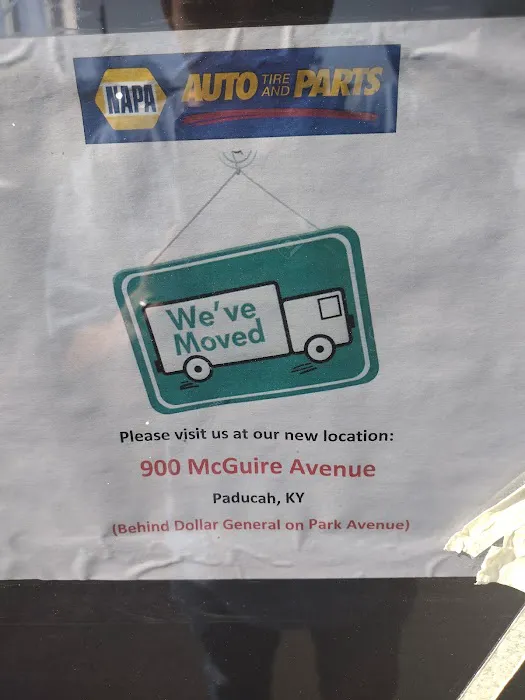 NAPA AUTO TIRE AND PARTS
We've
Moved
Please visit us at our new location:
900 McGuire Avenue
Paducah, KY
(Behind Dollar General on Park Avenue)